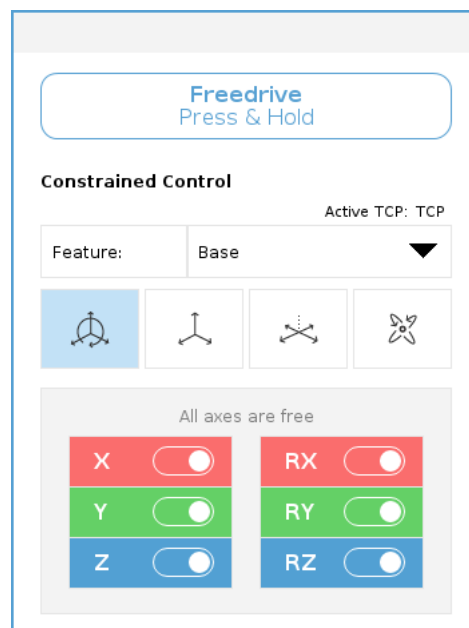 Freedrive
Press & Hold
Constrained Control
Active TCP: TCP
Feature: Base
All axes are free
X RX
Y RY
Z RZ